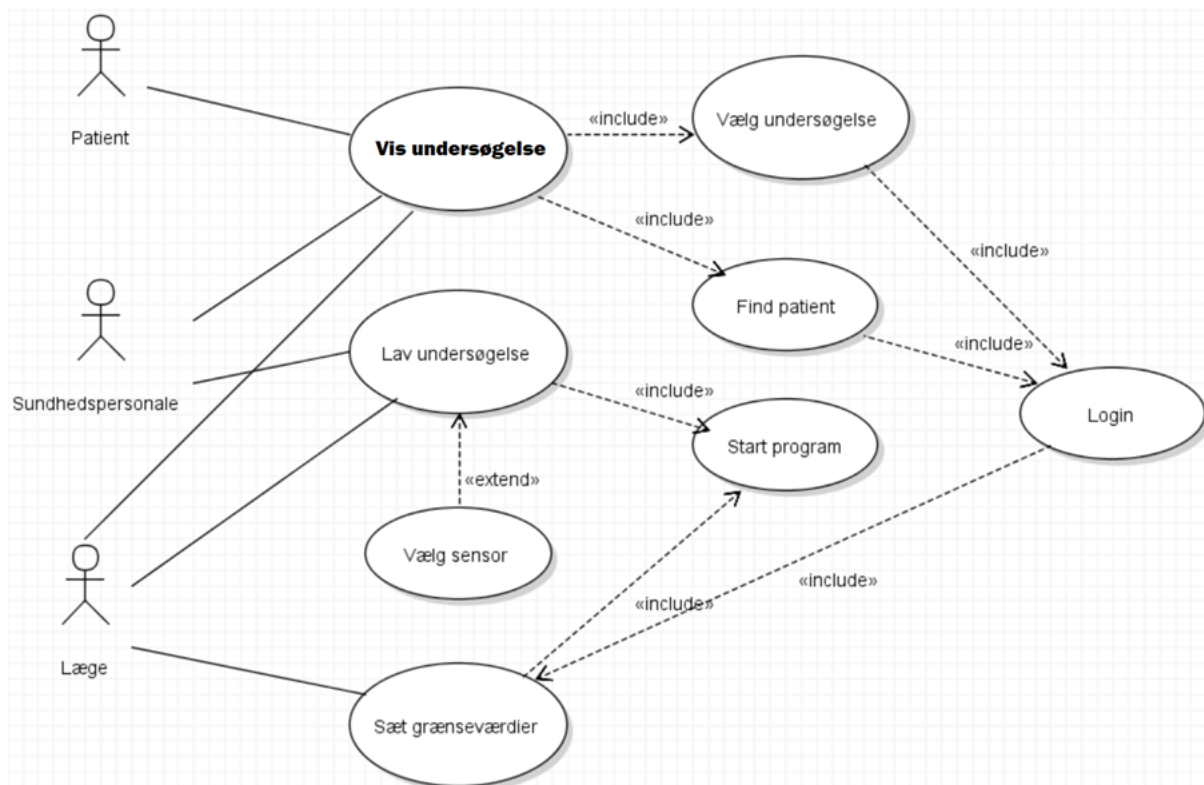 Patient
Vis undersøgelse
«include»
Vælg undersøgelse
«include»
«include»
Find patient
Sundhedspersonale
Lav undersøgelse
«include»
«include»
Start program
Login
«extend»
Vælg sensor
«include»
«include»
Læge
Sæt grænseværdier